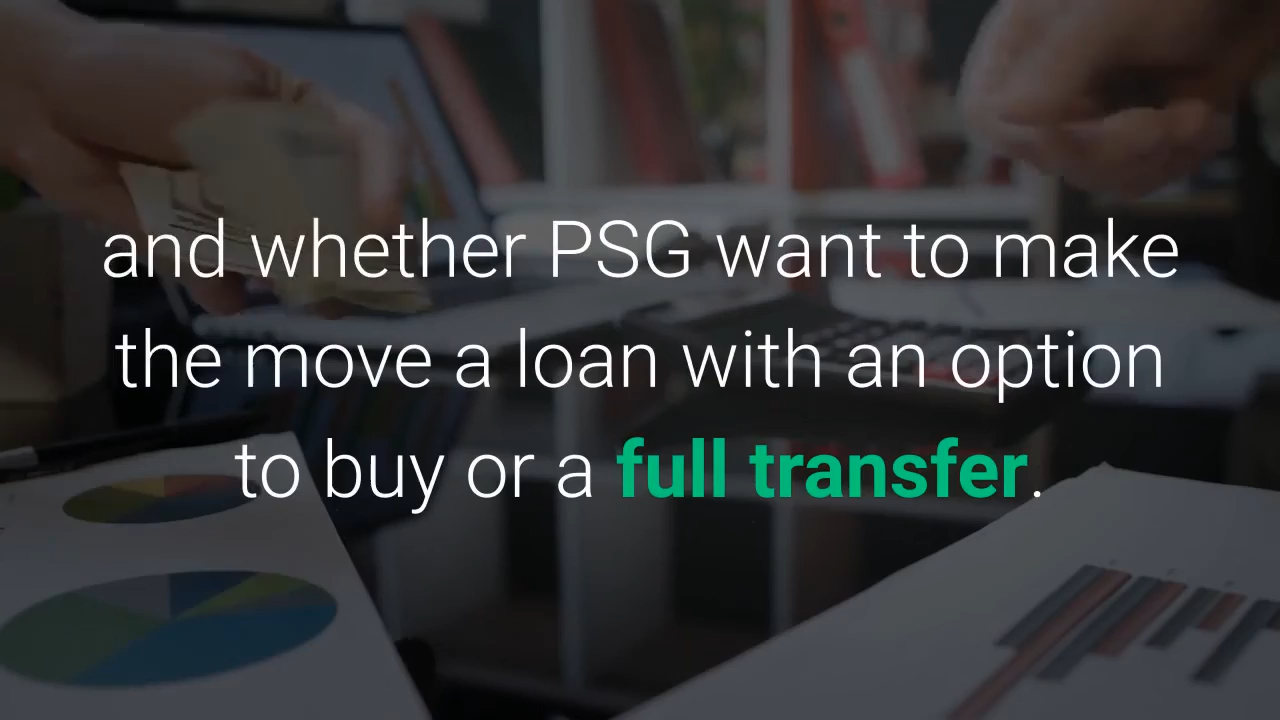 and whether PSG want to make
the move a loan with an option
to buy or a full transfer.